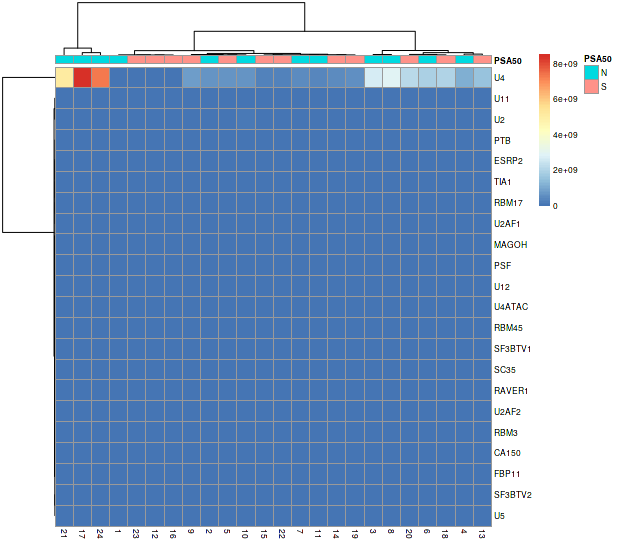 PSA50
U4
U11
U2
PTB
ESRP2
TIA1
RBM17
U2AF1
MAGOH
PSF
U12
U4ATAC
RBM45
SF3BTV1
SC35
RAVER1
U2AF2
RBM3
CA150
FBP11
SF3BTV2
U5
21 17 24 1 23 12 16 9 2 5 10 15 22 7 11 14 19 3 8 20 6 18 4 13
8e+09
6e+09
4e+09
2e+09
0
PSA50
N
S